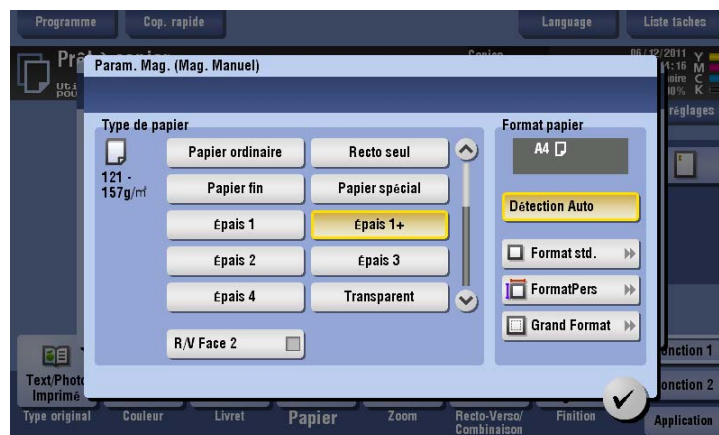 Programme Cop. rapide Language Liste tâches
Param. Mag. (Mag. Manuel)
06/12/2011
Y
M
C
K
réglages
Type de papier
Format papier
121 -
157g/㎡
Papier ordinaire Recto seul
A4
Papier fin Papier spécial
Détection Auto
Épais 1 Épais 1+
Épais 2 Épais 3
Format std.
Épais 4 Transparent
FormatPers
R/V Face 2
Grand Format
Text/Photo
Imprimé
onction 1
onction 2
Type original Couleur Livret Papier Zoom Recto-Verso/
Combinaison
Finition Application